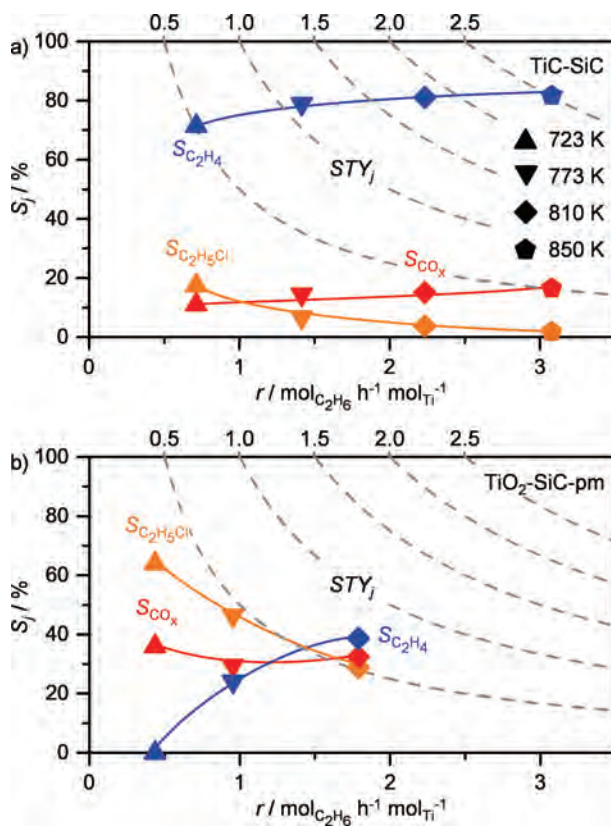 0.5 1.0 1.5 2.0 2.5
a) 100
TiC-SiC
80
723 K
S_C2H4
773 K
60
STY_j
810 K
S_j / %
40
850 K
S_C2H5Cl
S_COx
20
0
0 1 2 3
r / mol_C2H6 h^-1 mol_Ti^-1
0.5 1.0 1.5 2.0 2.5
b) 100
TiO2-SiC-pm
80
S_C2H5Cl
60
STY_j
S_j / %
40
S_COx
S_C2H4
20
0
0 1 2 3
r / mol_C2H6 h^-1 mol_Ti^-1